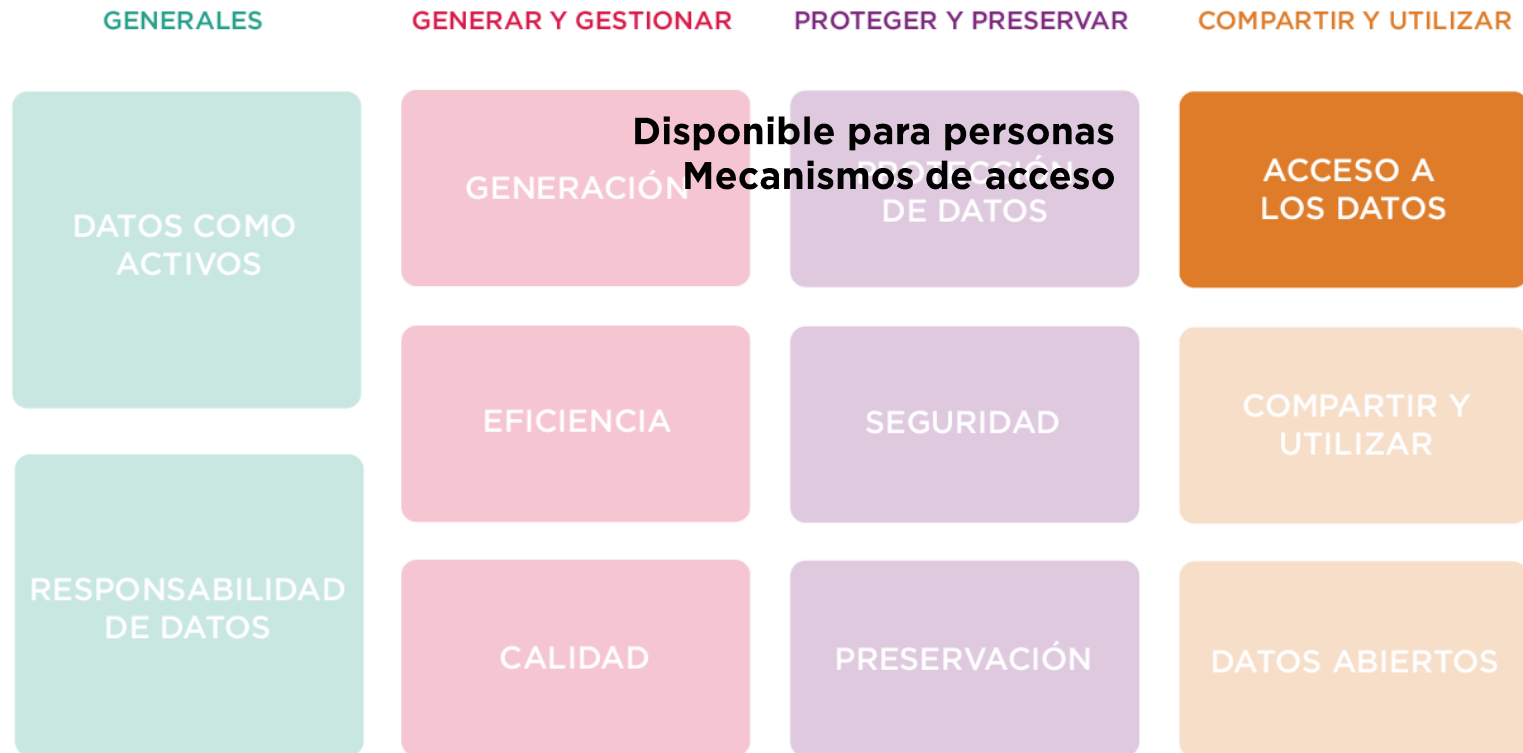 GENERALES
GENERAR Y GESTIONAR
PROTEGER Y PRESERVAR
COMPARTIR Y UTILIZAR
DATOS COMO
ACTIVOS
RESPONSABILIDAD
DE DATOS
GENERACIÓN
EFICIENCIA
CALIDAD
Disponible para personas
Mecanismos de acceso
PROTECCIÓN
DE DATOS
SEGURIDAD
PRESERVACIÓN
ACCESO A
LOS DATOS
COMPARTIR Y
UTILIZAR
DATOS ABIERTOS